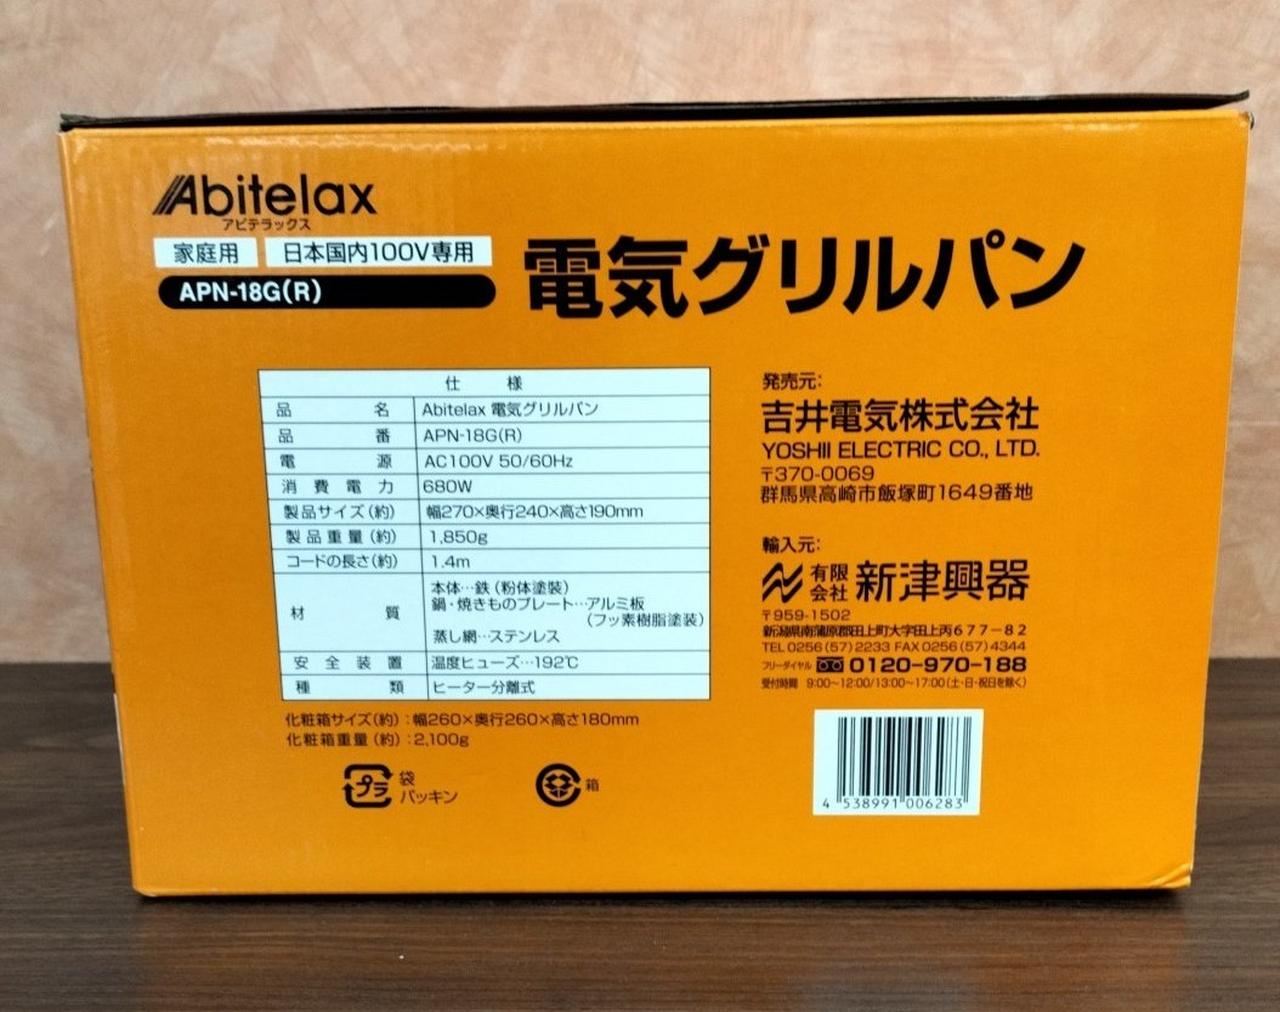 Abitelax
アビテラックス
家庭用 日本国内100V専用
APN-18G(R)
電気グリルパン
仕様
品名 Abitelax 電気グリルパン
品番 APN-18G(R)
電源 AC100V 50/60Hz
消費電力 680W
製品サイズ(約) 幅270×奥行240×高さ190mm
製品重量(約) 1,850g
コードの長さ(約) 1.4m
材質 本体…鉄(粉体塗装)
鍋・焼きものプレート…アルミ板
(フッ素樹脂塗装)
蒸し網…ステンレス
安全装置 温度ヒューズ…192℃
種類 ヒーター分離式
化粧箱サイズ(約):幅260×奥行260×高さ180mm
化粧箱重量(約):2,100g
プラ 袋
パッキン
箱
発売元:
吉井電気株式会社
YOSHII ELECTRIC CO., LTD.
〒370-0069
群馬県高崎市飯塚町1649番地
輸入元:
有限会社 新津興器
〒959-1502
新潟県南蒲原郡田上町大字田上丙677-82
TEL 0256(57)2233 FAX 0256(57)4344
フリーダイヤル 0120-970-188
受付時間 9:00~12:00/13:00~17:00(土・日・祝日を除く)
4 538991 006283